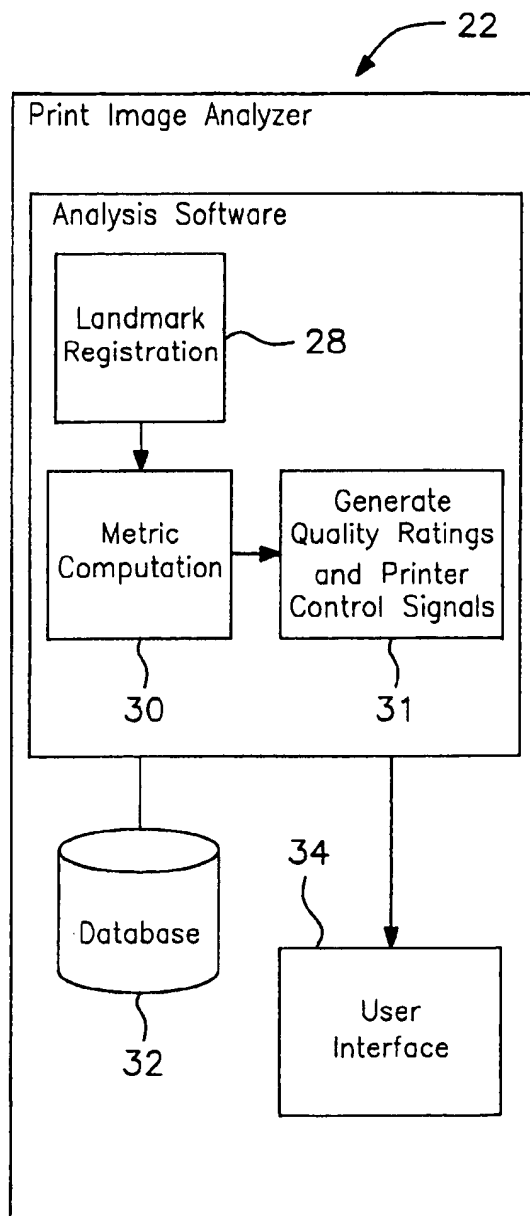 22
Print Image Analyzer
Analysis Software
Landmark
Registration
28
Metric
Computation
Generate
Quality Ratings
and Printer
Control Signals
30
31
34
Database
32
User
Interface